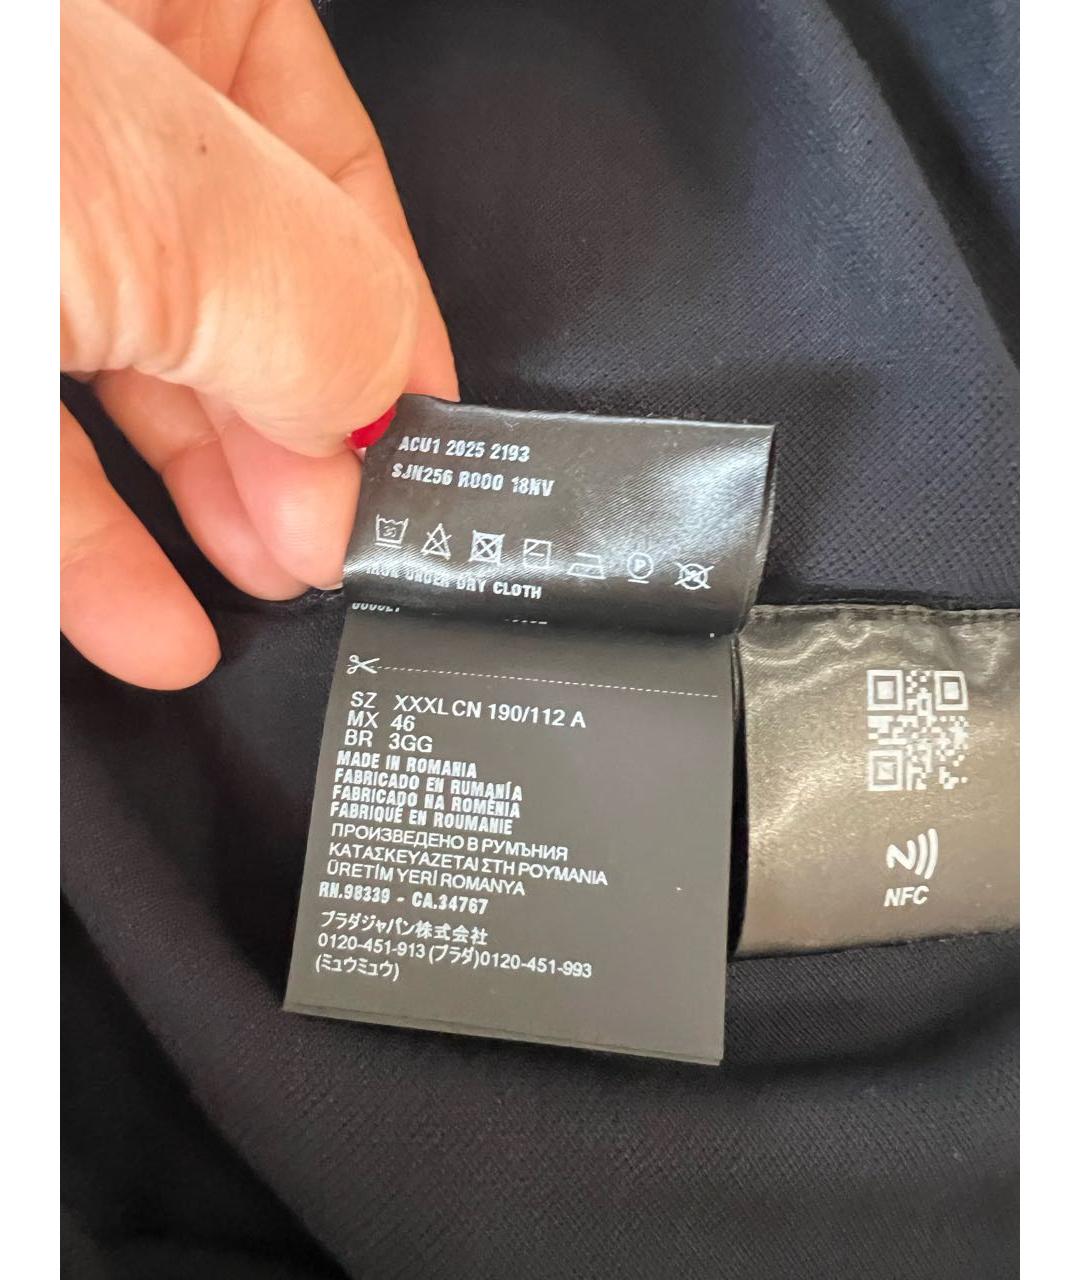 ACU1 2025 2193
SJN256 R000 18NV
UNDER DRY CLOTH
SZ XXXL CN 190/112 A
MX 46
BR 3GG
MADE IN ROMANIA
FABRICADO EN RUMANÍA
FABRICADO NA ROMÊNIA
FABRIQUÉ EN ROUMANIE
ПРОИЗВЕДЕНО В РУМЪНИЯ
ΚΑΤΑΣΚΕΥΑΖΕΤΑΙ ΣΤΗ ΡΟΥΜΑΝΙΑ
ÜRETİM YERİ ROMANYA
RN.98339 - CA.34767
プラダジャパン株式会社
0120-451-913 (プラダ)0120-451-993
(ミュウミュウ)
NFC